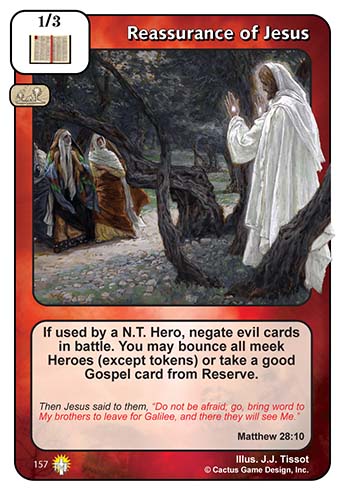 1/3
Reassurance of Jesus
If used by a N.T. Hero, negate evil cards
in battle. You may bounce all meek
Heroes (except tokens) or take a good
Gospel card from Reserve.
Then Jesus said to them, “Do not be afraid; go, bring word to
My brothers to leave for Galilee, and there they will see Me.”
Matthew 28:10
157
Illus. J.J. Tissot
© Cactus Game Design, Inc.